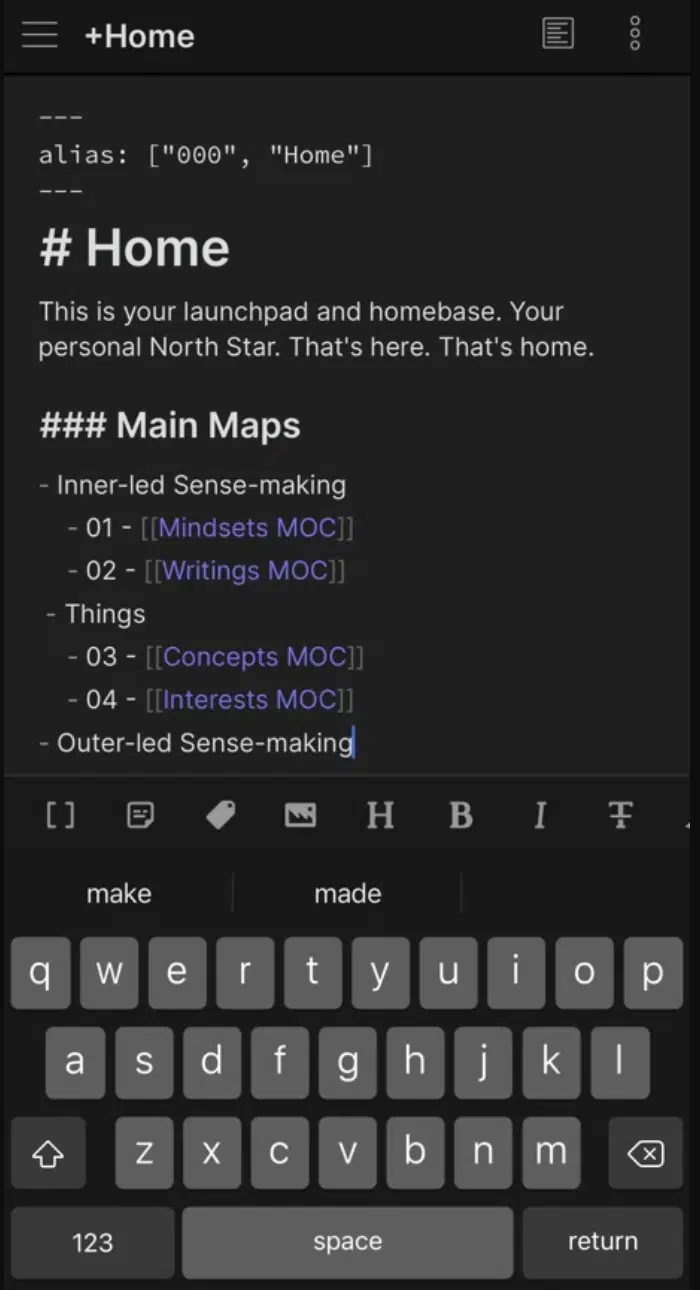 +Home
---
alias: ["000", "Home"]
---
# Home
This is your launchpad and homebase. Your
personal North Star. That's here. That's home.
### Main Maps
- Inner-led Sense-making
- 01 - [[Mindsets MOC]]
- 02 - [[Writings MOC]]
- Things
- 03 - [[Concepts MOC]]
- 04 - [[Interests MOC]]
- Outer-led Sense-making
[] H B I T
make made
q w e r t y u i o p
a s d f g h j k l
z x c v b n m
123 space return